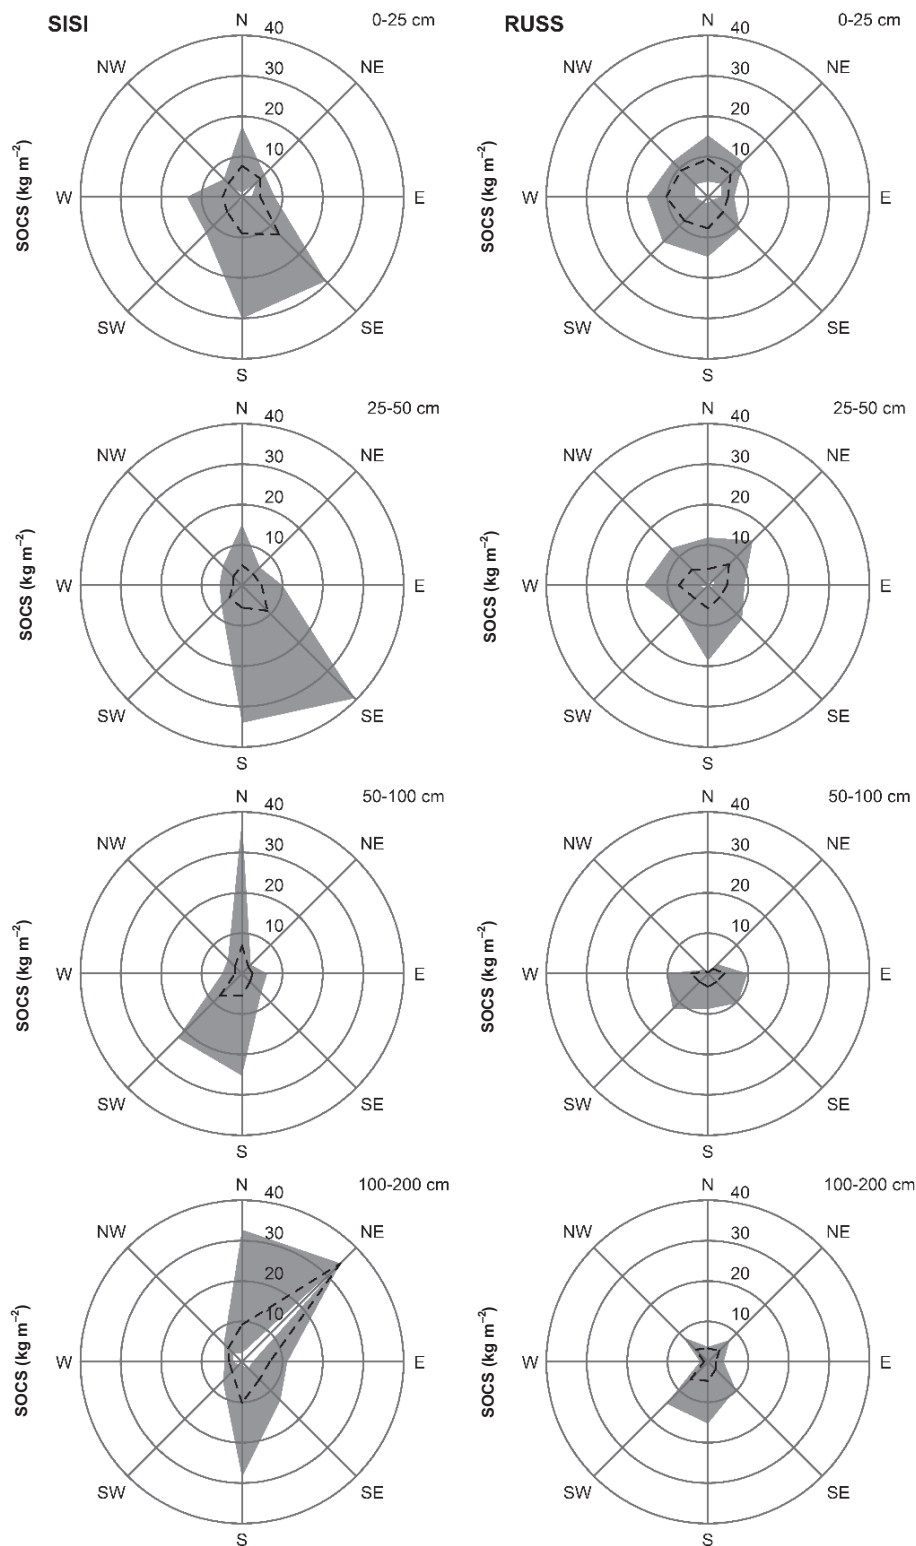 SISI
0-25 cm
N
40
30
20
10
NW
NE
W
E
SW
SE
S
SOCS (kg m⁻²)
RUSS
0-25 cm
N
40
30
20
10
NW
NE
W
E
SW
SE
S
SOCS (kg m⁻²)
25-50 cm
N
40
30
20
10
NW
NE
W
E
SW
SE
S
SOCS (kg m⁻²)
25-50 cm
N
40
30
20
10
NW
NE
W
E
SW
SE
S
SOCS (kg m⁻²)
50-100 cm
N
40
30
20
10
NW
NE
W
E
SW
SE
S
SOCS (kg m⁻²)
50-100 cm
N
40
30
20
10
NW
NE
W
E
SW
SE
S
SOCS (kg m⁻²)
100-200 cm
N
40
30
20
10
NW
NE
W
E
SW
SE
S
SOCS (kg m⁻²)
100-200 cm
N
40
30
20
10
NW
NE
W
E
SW
SE
S
SOCS (kg m⁻²)